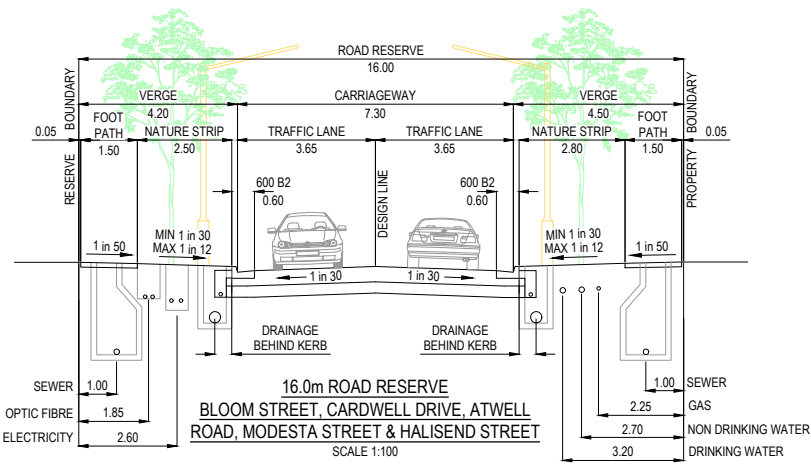 ROAD RESERVE
16.00
BOUNDARY
VERGE
4.20
CARRIAGEWAY
7.30
VERGE
4.50
BOUNDARY
0.05
FOOT
PATH
1.50
NATURE STRIP
2.50
TRAFFIC LANE
3.65
TRAFFIC LANE
3.65
NATURE STRIP
2.80
FOOT
PATH
1.50
0.05
RESERVE
600 B2
0.60
DESIGN LINE
600 B2
0.60
PROPERTY
1 in 50
MIN 1 in 30
MAX 1 in 12
MIN 1 in 30
MAX 1 in 12
1 in 50
1 in 30
1 in 30
DRAINAGE
BEHIND KERB
DRAINAGE
BEHIND KERB
SEWER 1.00
OPTIC FIBRE 1.85
ELECTRICITY 2.60
1.00 SEWER
2.25 GAS
2.70 NON DRINKING WATER
3.20 DRINKING WATER
16.0m ROAD RESERVE
BLOOM STREET, CARDWELL DRIVE, ATWELL
ROAD, MODESTA STREET & HALISEND STREET
SCALE 1:100